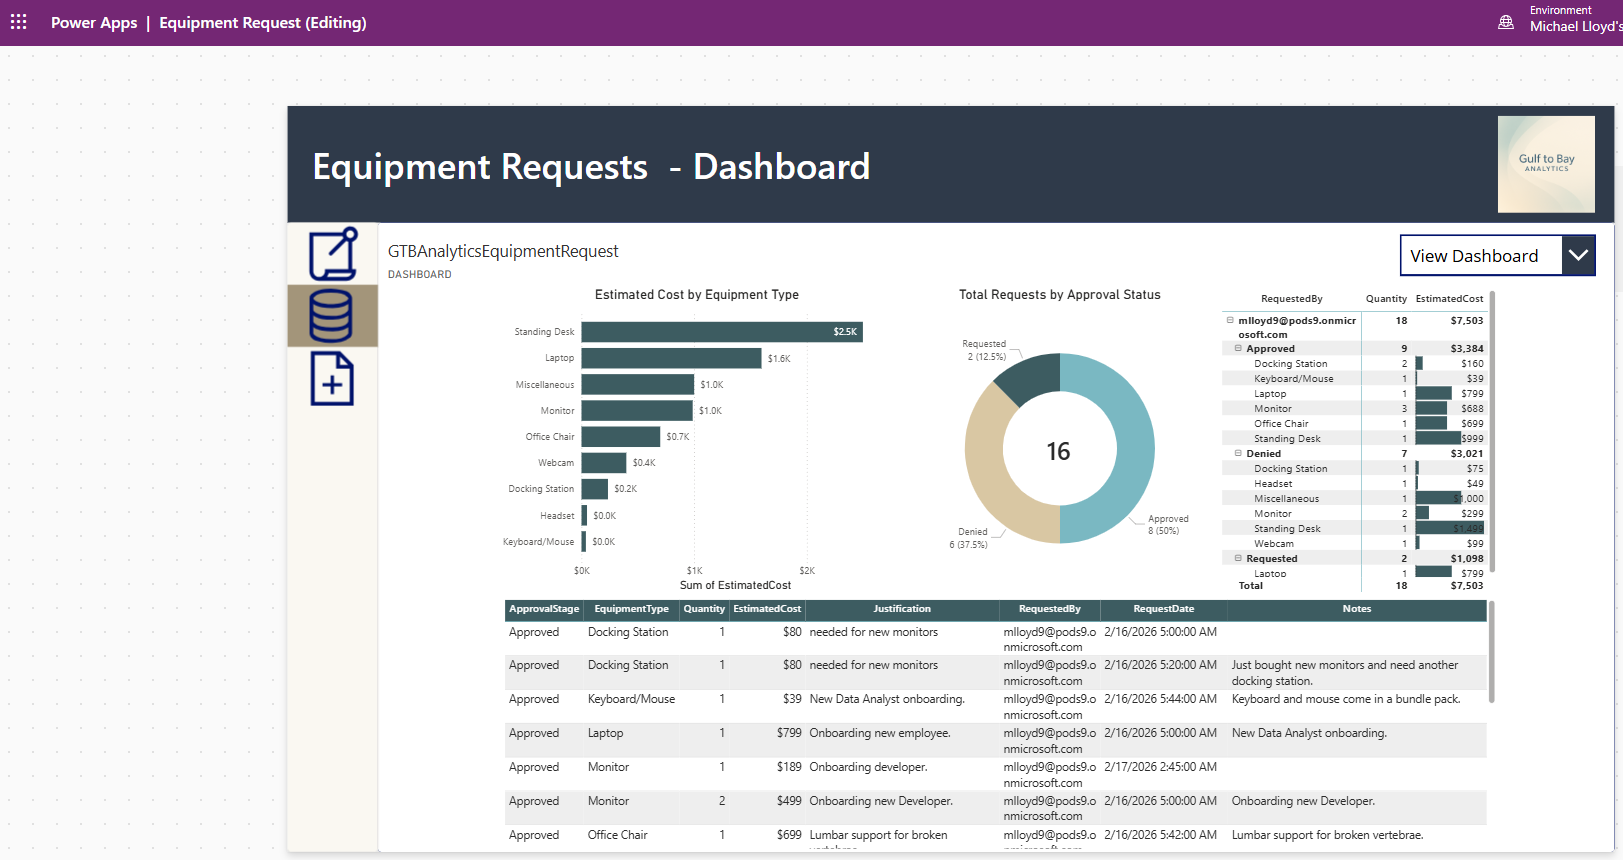 Power Apps | Equipment Request (Editing)
Environment
Michael Lloyd's
Equipment Requests - Dashboard
Gulf to Bay
ANALYTICS
GTBAnalyticsEquipmentRequest
DASHBOARD
View Dashboard
Estimated Cost by Equipment Type
Standing Desk $2.5K
Laptop $1.6K
Miscellaneous $1.0K
Monitor $1.0K
Office Chair $0.7K
Webcam $0.4K
Docking Station $0.2K
Headset $0.0K
Keyboard/Mouse $0.0K
$0K $1K $2K
Sum of EstimatedCost
Total Requests by Approval Status
Requested
2 (12.5%)
16
Denied
6 (37.5%)
Approved
8 (50%)
RequestedBy Quantity EstimatedCost
mlloyd9@pods9.onmicr 18 $7,503
osoft.com
Approved 9 $3,384
Docking Station 2 $160
Keyboard/Mouse 1 $39
Laptop 1 $799
Monitor 3 $688
Office Chair 1 $699
Standing Desk 1 $999
Denied 7 $3,021
Docking Station 1 $75
Headset 1 $49
Miscellaneous 1 $1,000
Monitor 2 $299
Standing Desk 1 $1,499
Webcam 1 $99
Requested 2 $1,098
Laptop 1 $799
Total 18 $7,503
ApprovalStage EquipmentType Quantity EstimatedCost Justification RequestedBy RequestDate Notes
Approved Docking Station 1 $80 needed for new monitors mlloyd9@pods9.o 2/16/2026 5:00:00 AM
nmicrosoft.com
Approved Docking Station 1 $80 needed for new monitors mlloyd9@pods9.o 2/16/2026 5:20:00 AM Just bought new monitors and need another
nmicrosoft.com docking station.
Approved Keyboard/Mouse 1 $39 New Data Analyst onboarding. mlloyd9@pods9.o 2/16/2026 5:44:00 AM Keyboard and mouse come in a bundle pack.
nmicrosoft.com
Approved Laptop 1 $799 Onboarding new employee. mlloyd9@pods9.o 2/16/2026 5:00:00 AM New Data Analyst onboarding.
nmicrosoft.com
Approved Monitor 1 $189 Onboarding developer. mlloyd9@pods9.o 2/17/2026 2:45:00 AM
nmicrosoft.com
Approved Monitor 2 $499 Onboarding new Developer. mlloyd9@pods9.o 2/16/2026 5:00:00 AM Onboarding new Developer.
nmicrosoft.com
Approved Office Chair 1 $699 Lumbar support for broken mlloyd9@pods9.o 2/16/2026 5:42:00 AM Lumbar support for broken vertebrae.
nmicrosoft.com